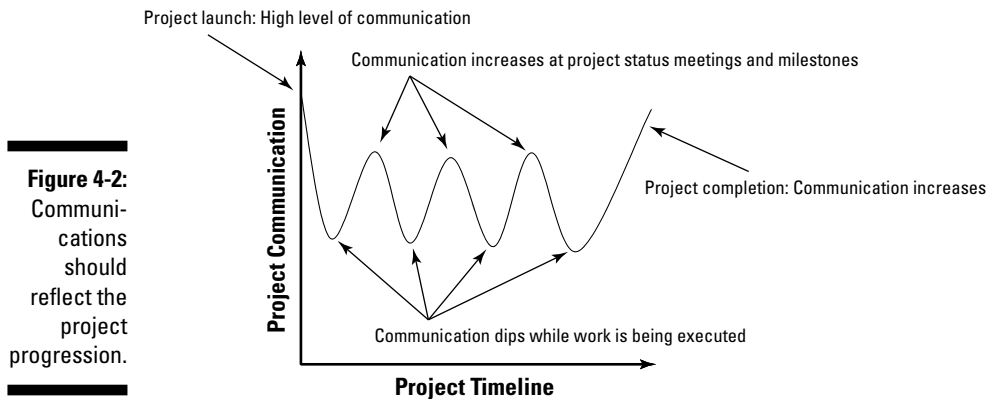 Project launch: High level of communication
Communication increases at project status meetings and milestones
Project Communication
Figure 4-2:
Communi-
cations
should
reflect the
project
progression.
Project completion: Communication increases
Communication dips while work is being executed
Project Timeline